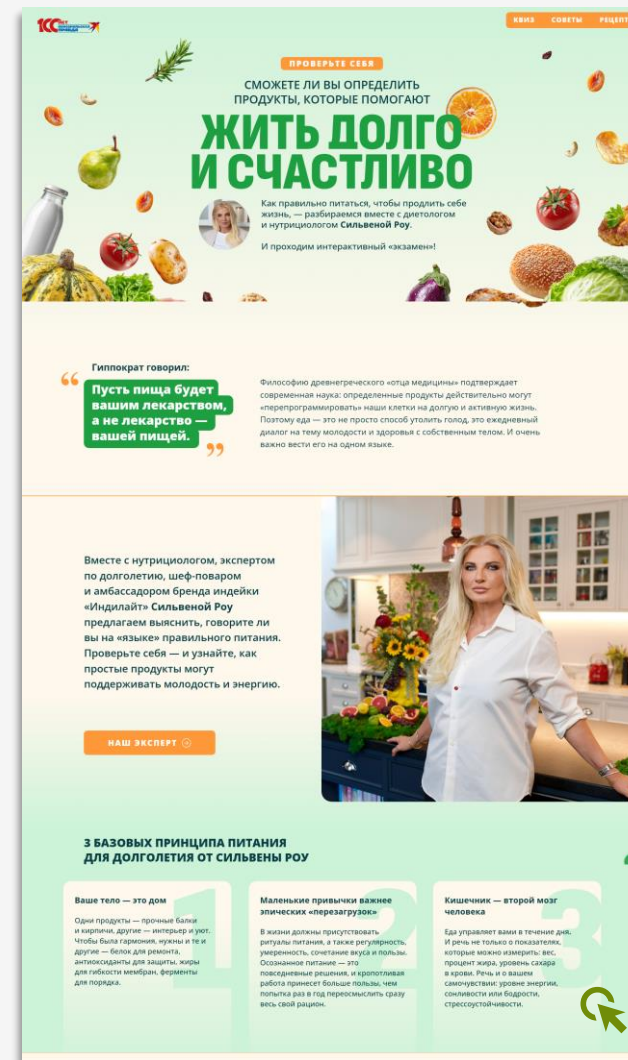 100 ЛЕТ КОМСОМОЛЬСКАЯ ПРАВДА
КВИЗ СОВЕТЫ РЕЦЕПТ
ПРОВЕРЬТЕ СЕБЯ
СМОЖЕТЕ ЛИ ВЫ ОПРЕДЕЛИТЬ
ПРОДУКТЫ, КОТОРЫЕ ПОМОГАЮТ
ЖИТЬ ДОЛГО
И СЧАСТЛИВО
Как правильно питаться, чтобы продлить себе
жизнь, — разбираемся вместе с диетологом
и нутрициологом Сильвеной Роу.
И проходим интерактивный «экзамен»!
Гиппократ говорил:
“
Пусть пища будет
вашим лекарством,
а не лекарство —
вашей пищей.
”
Философию древнегреческого «отца медицины» подтверждает
современная наука: определенные продукты действительно могут
«перепрограммировать» наши клетки на долгую и активную жизнь.
Поэтому еда — это не просто способ утолить голод, это ежедневный
диалог на тему молодости и здоровья с собственным телом. И очень
важно вести его на одном языке.
Вместе с нутрициологом, экспертом
по долголетию, шеф-поваром
и амбассадором бренда индейки
«Индилайт» Сильвеной Роу
предлагаем выяснить, говорите ли
вы на «языке» правильного питания.
Проверьте себя — и узнайте, как
простые продукты могут
поддерживать молодость и энергию.
НАШ ЭКСПЕРТ
3 БАЗОВЫХ ПРИНЦИПА ПИТАНИЯ
ДЛЯ ДОЛГОЛЕТИЯ ОТ СИЛЬВЕНЫ РОУ
1
Ваше тело — это дом
Одни продукты — прочные балки
и кирпичи, другие — интерьер и уют.
Чтобы была гармония, нужны и те и
другие — белок для ремонта,
антиоксиданты для защиты, жиры
для гибкости мембран, ферменты
для порядка.
2
Маленькие привычки важнее
эпических «перезагрузок»
В жизни должны присутствовать
ритуалы питания, а также регулярность,
умеренность, сочетание вкуса и пользы.
Осознанное питание — это
повседневные решения, и кропотливая
работа принесет больше пользы, чем
попытка раз в год переосмыслить сразу
весь свой рацион.
3
Кишечник — второй мозг
человека
Еда управляет вами в течение дня.
И речь не только о показателях,
которые можно измерить: вес,
процент жира, уровень сахара
в крови. Речь и о вашем
самочувствии: уровне энергии,
сонливости или бодрости,
стрессоустойчивости.